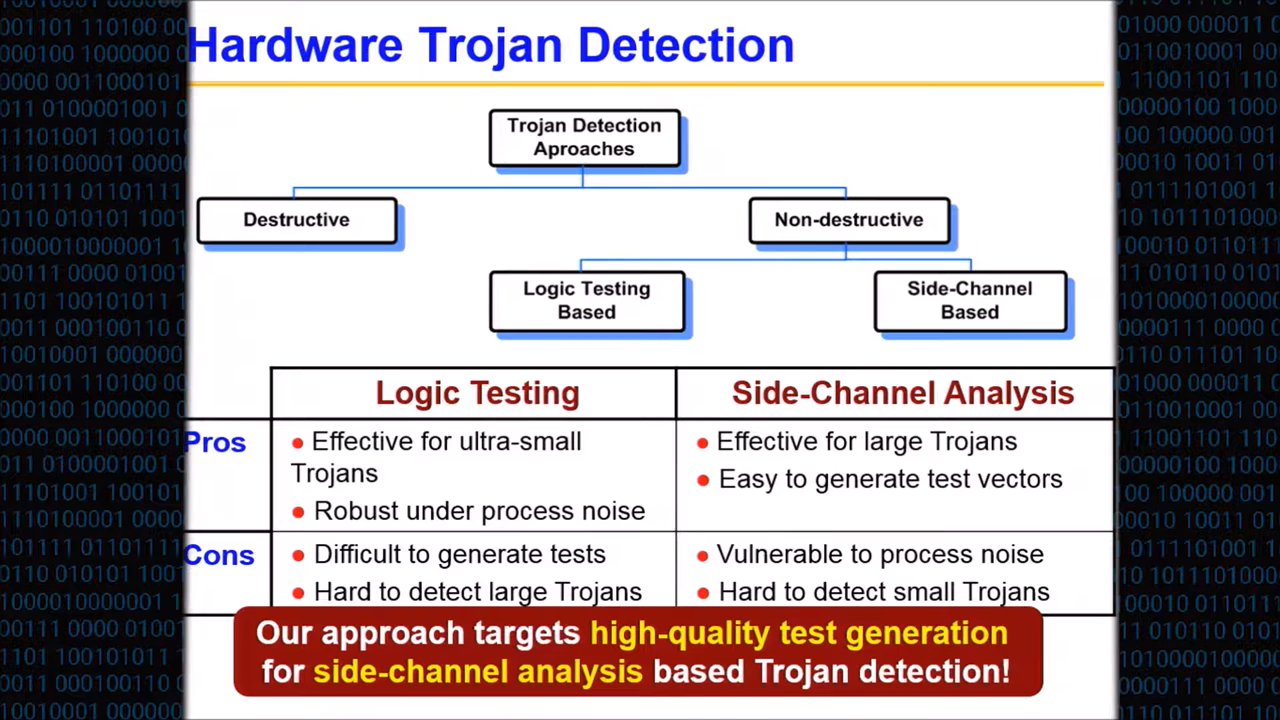 Hardware Trojan Detection
Trojan Detection
Aproaches
Destructive
Non-destructive
Logic Testing
Based
Side-Channel
Based
Logic Testing
Side-Channel Analysis
Pros
• Effective for ultra-small
Trojans
• Robust under process noise
• Effective for large Trojans
• Easy to generate test vectors
Cons
• Difficult to generate tests
• Hard to detect large Trojans
• Vulnerable to process noise
• Hard to detect small Trojans
Our approach targets high-quality test generation
for side-channel analysis based Trojan detection!